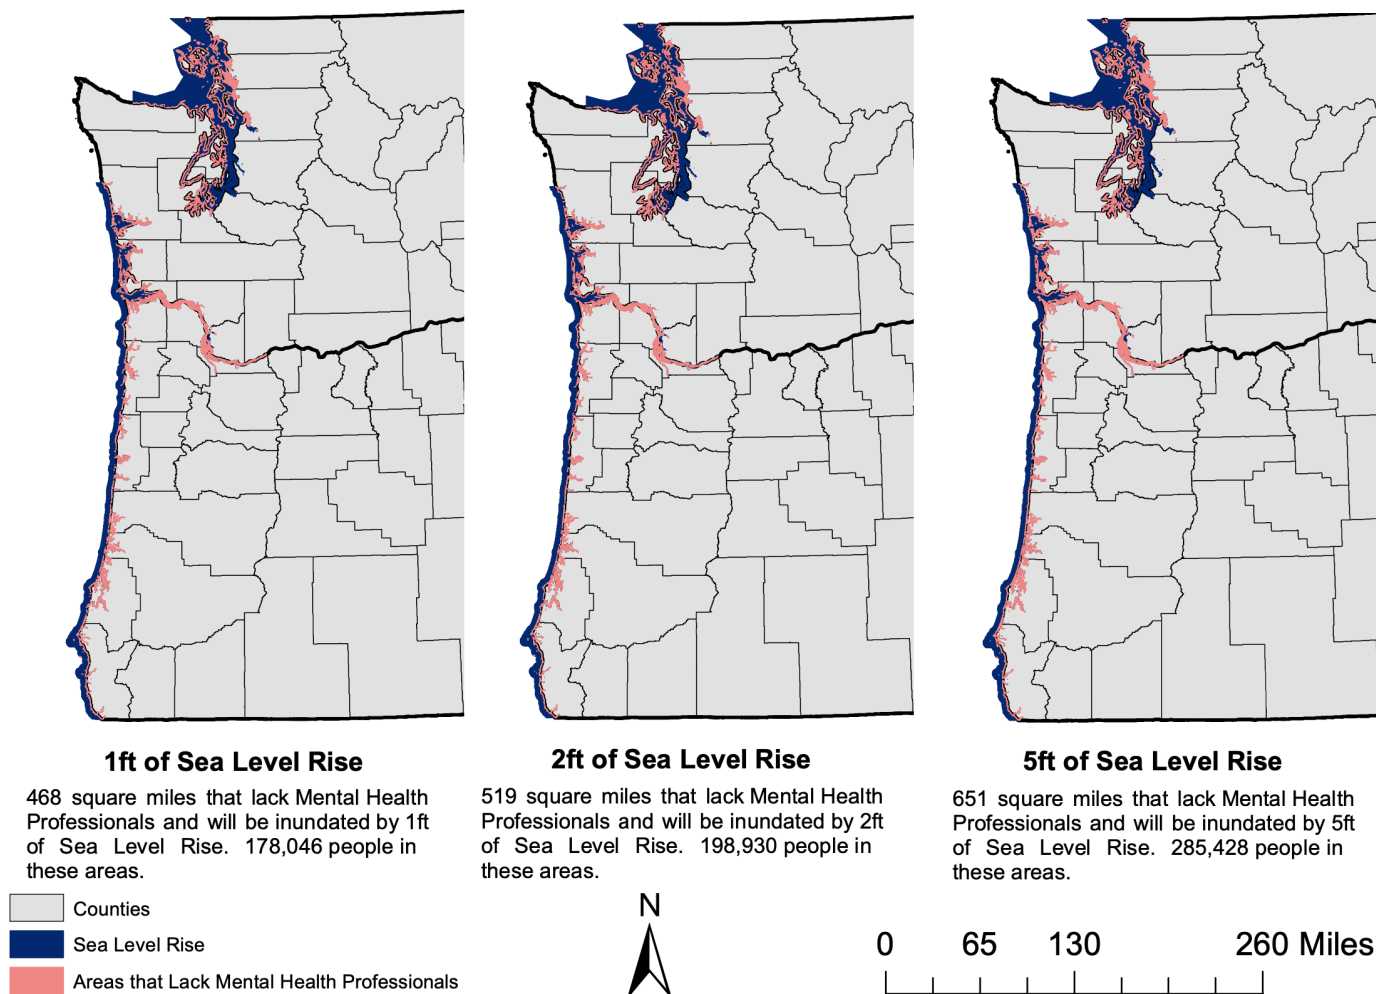 1ft of Sea Level Rise
468 square miles that lack Mental Health
Professionals and will be inundated by 1ft
of Sea Level Rise. 178,046 people in
these areas.
2ft of Sea Level Rise
519 square miles that lack Mental Health
Professionals and will be inundated by 2ft
of Sea Level Rise. 198,930 people in
these areas.
5ft of Sea Level Rise
651 square miles that lack Mental Health
Professionals and will be inundated by 5ft
of Sea Level Rise. 285,428 people in
these areas.
Counties
Sea Level Rise
Areas that Lack Mental Health Professionals
N
0 65 130 260 Miles